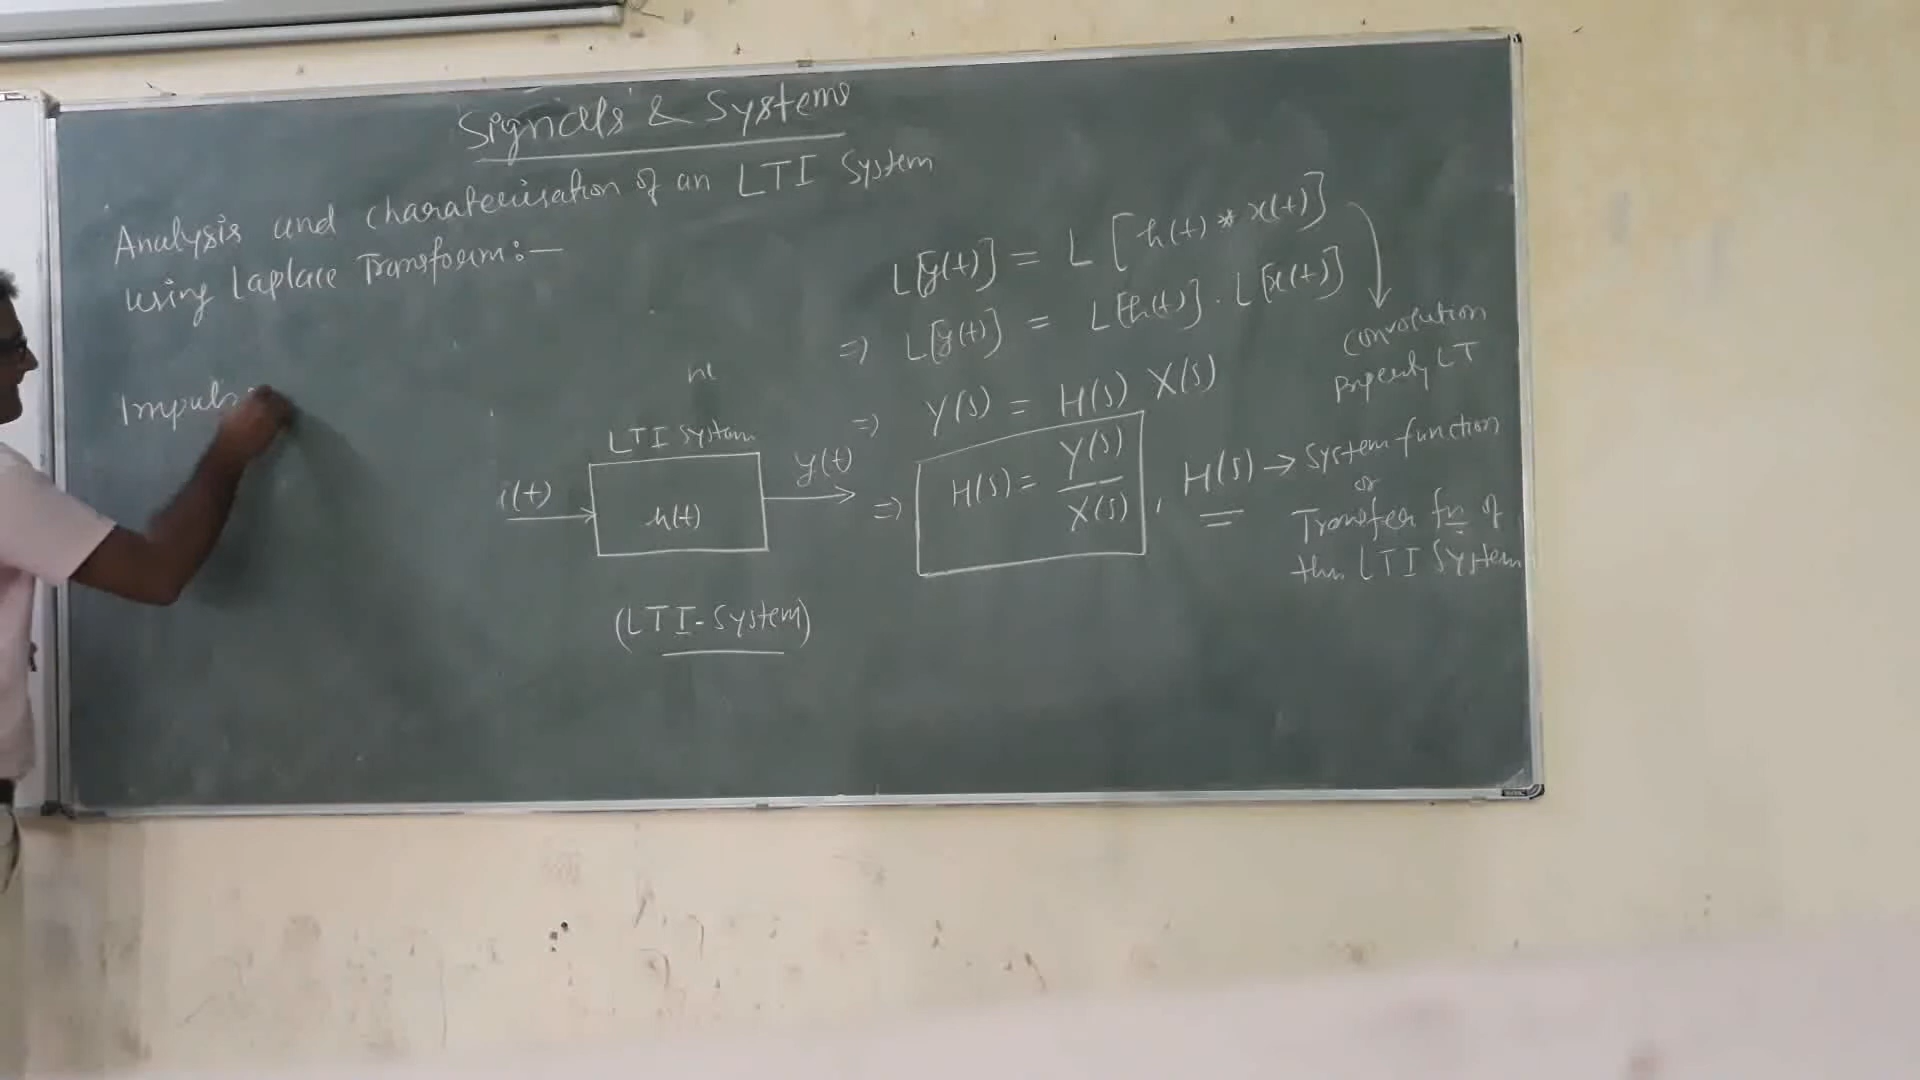 Signals & Systems
Analysis and charaterisation of an LTI System
using Laplace Transform:-
L[y(t)] = L[h(t) * x(t)]
=> L[y(t)] = L[h(t)] . L[x(t)]
convolution
property LT
=> Y(s) = H(s) X(s)
=> H(s) = Y(s) / X(s) , H(s) → System function
or
Transfer fn of
the LTI System
Impuls
LTI System
(t)
h(t)
y(t)
(LTI-System)